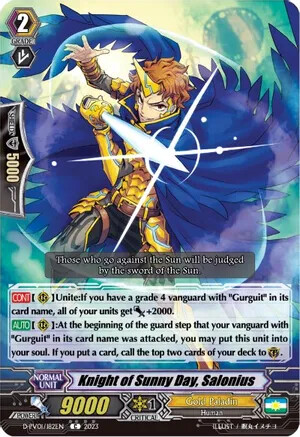 2
GRADE
SHIELD
5000
Those who go against the Sun will be judged
by the sword of the Sun.
CONT【 】Unite:If you have a grade 4 vanguard with "Gurguit" in its
card name, all of your units get +2000.
AUTO【 】:At the beginning of the guard step that your vanguard with
"Gurguit" in its card name was attacked, you may put this unit
into your soul. If you put a card, call the top two cards of your deck to .
NORMAL
UNIT
Knight of Sunny Day, Salonius
POWER
9000
1
CRITICAL
Gold Paladin
Human
D-PV01/182EN C 2023